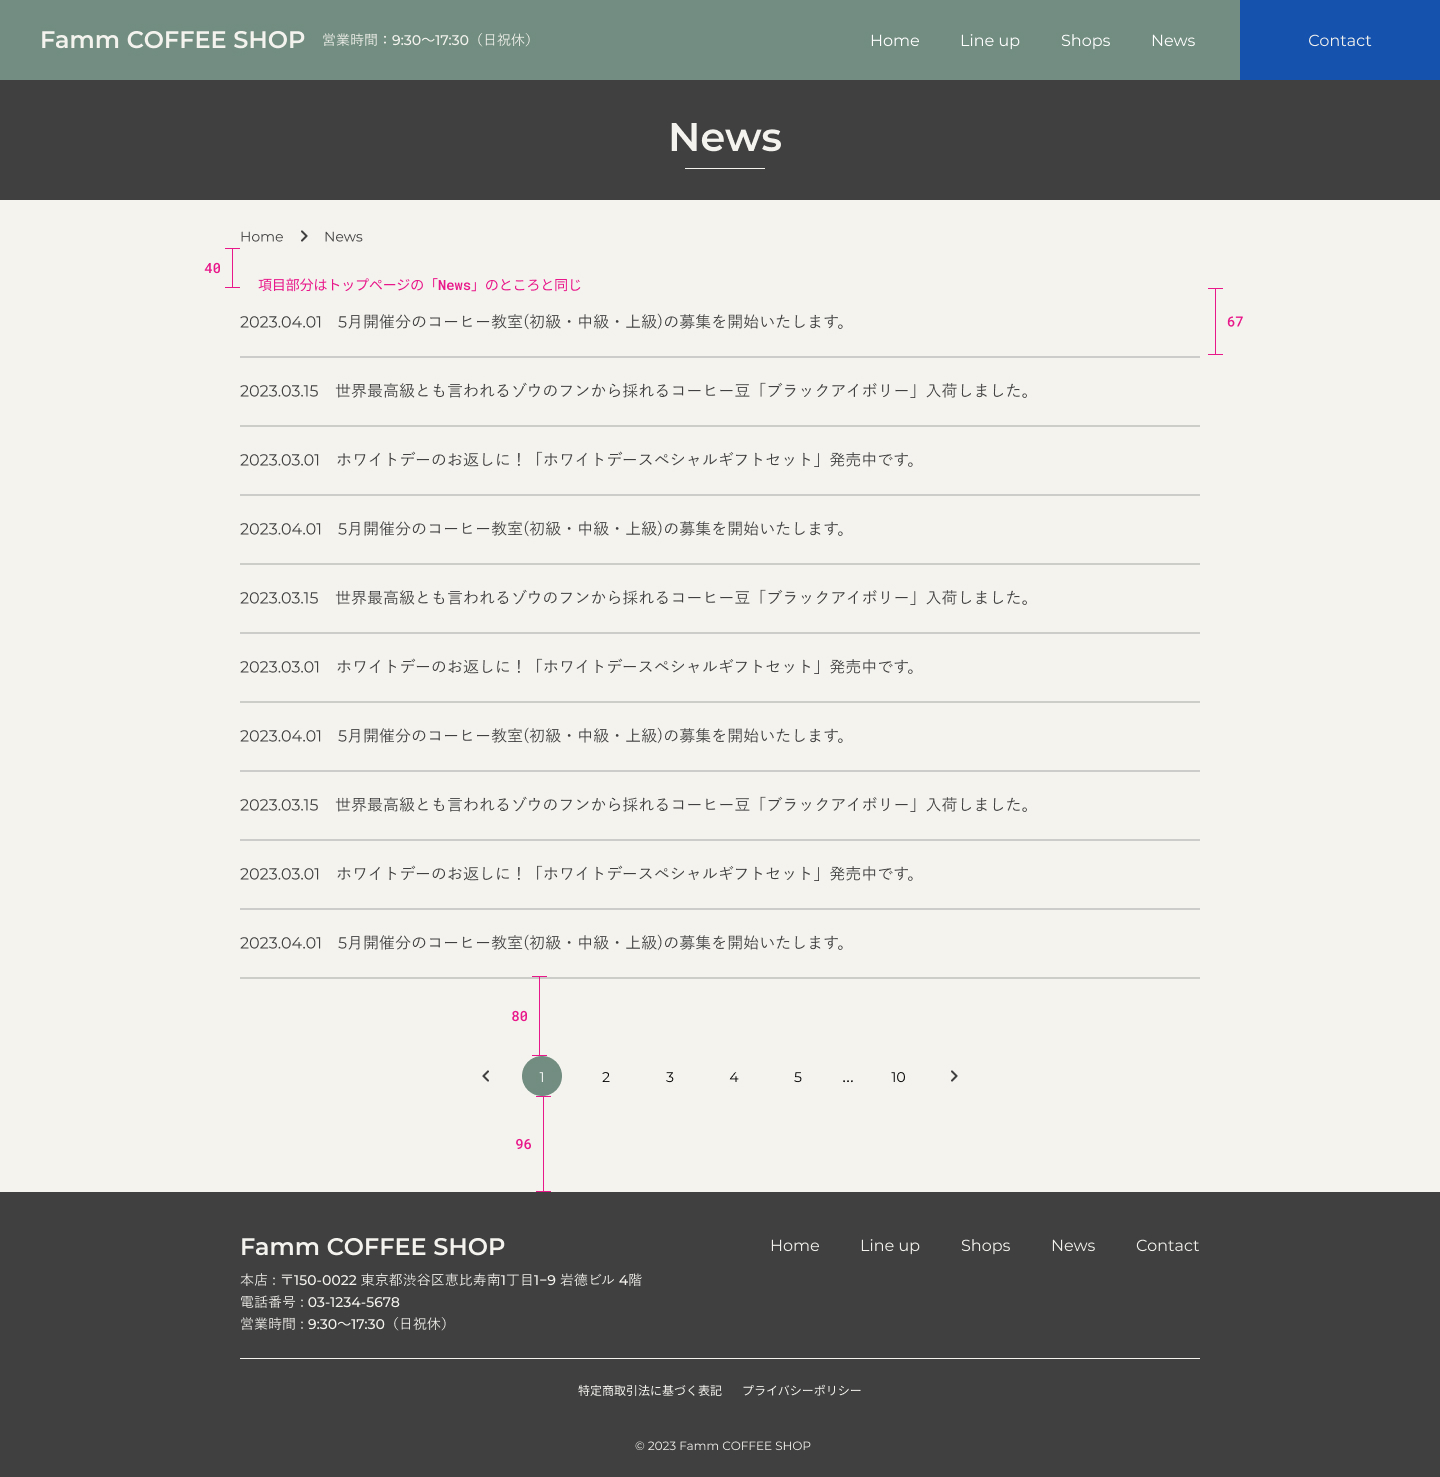 Famm COFFEE SHOP 営業時間：9:30〜17:30（日祝休）
Home Line up Shops News Contact
News
Home News
40
項目部分はトップページの「News」のところと同じ
67
2023.04.01 5月開催分のコーヒー教室(初級・中級・上級)の募集を開始いたします。
2023.03.15 世界最高級とも言われるゾウのフンから採れるコーヒー豆「ブラックアイボリー」入荷しました。
2023.03.01 ホワイトデーのお返しに！「ホワイトデースペシャルギフトセット」発売中です。
2023.04.01 5月開催分のコーヒー教室(初級・中級・上級)の募集を開始いたします。
2023.03.15 世界最高級とも言われるゾウのフンから採れるコーヒー豆「ブラックアイボリー」入荷しました。
2023.03.01 ホワイトデーのお返しに！「ホワイトデースペシャルギフトセット」発売中です。
2023.04.01 5月開催分のコーヒー教室(初級・中級・上級)の募集を開始いたします。
2023.03.15 世界最高級とも言われるゾウのフンから採れるコーヒー豆「ブラックアイボリー」入荷しました。
2023.03.01 ホワイトデーのお返しに！「ホワイトデースペシャルギフトセット」発売中です。
2023.04.01 5月開催分のコーヒー教室(初級・中級・上級)の募集を開始いたします。
80
1 2 3 4 5 ... 10
96
Famm COFFEE SHOP
Home Line up Shops News Contact
本店 : 〒150-0022 東京都渋谷区恵比寿南1丁目1−9 岩德ビル 4階
電話番号 : 03-1234-5678
営業時間 : 9:30〜17:30（日祝休）
特定商取引法に基づく表記 プライバシーポリシー
© 2023 Famm COFFEE SHOP